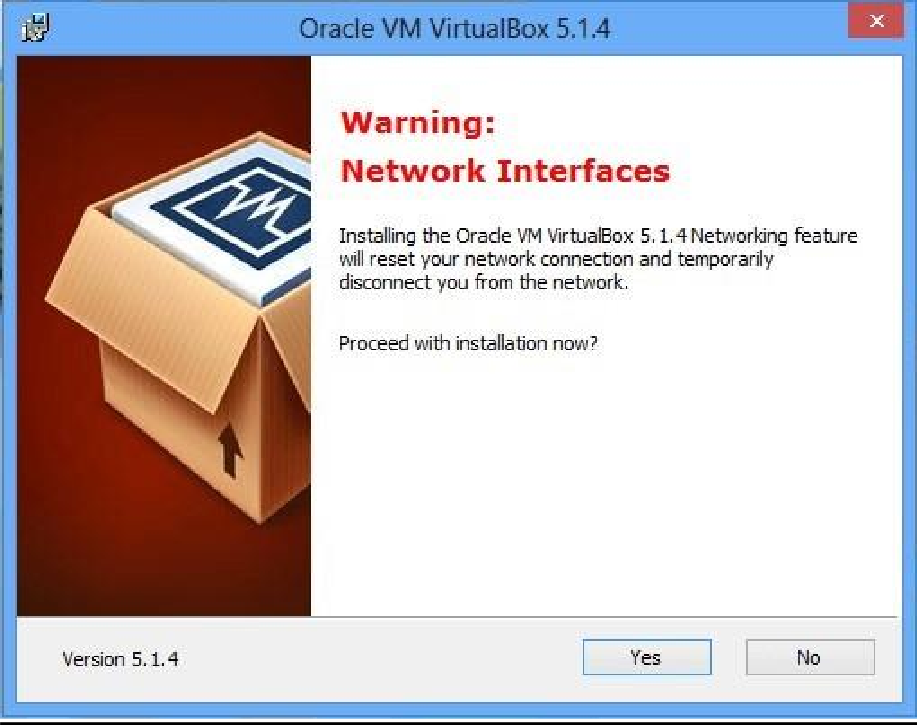 Oracle VM VirtualBox 5.1.4
Warning:
Network Interfaces
Installing the Oracle VM VirtualBox 5.1.4 Networking feature
will reset your network connection and temporarily
disconnect you from the network.
Proceed with installation now?
Version 5.1.4
Yes
No